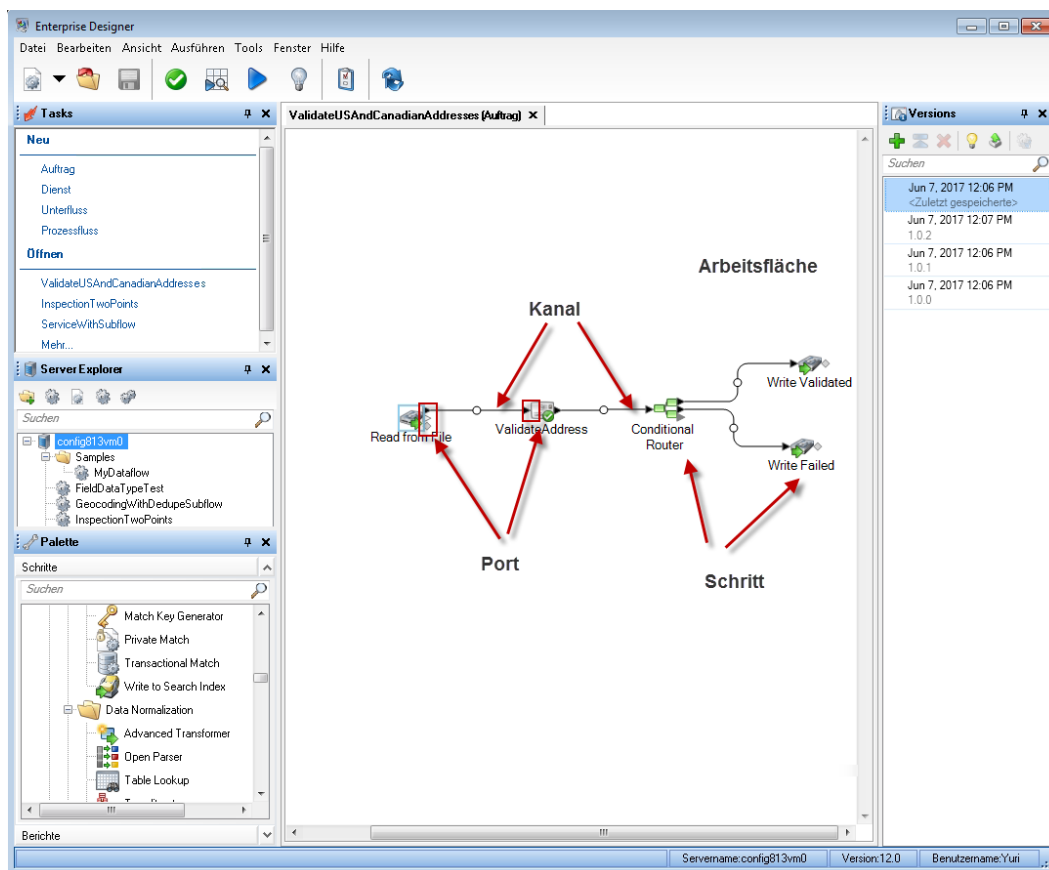 Enterprise Designer
Datei Bearbeiten Ansicht Ausführen Tools Fenster Hilfe
Tasks
Neu
Auftrag
Dienst
Unterfluss
Prozessfluss
Öffnen
ValidateUSAndCanadianAddresses
InspectionTwoPoints
ServiceWithSubflow
Mehr...
Server Explorer
Suchen
config813vm0
Samples
MyDataflow
FieldDataTypeTest
GeocodingWithDedupeSubflow
InspectionTwoPoints
Palette
Schritte
Suchen
Match Key Generator
Private Match
Transactional Match
Write to Search Index
Data Normalization
Advanced Transformer
Open Parser
Table Lookup
Berichte
ValidateUSAndCanadianAddresses (Auftrag)
Arbeitsfläche
Kanal
Write Validated
Read from File
ValidateAddress
Conditional
Router
Write Failed
Port
Schritt
Versions
Suchen
Jun 7, 2017 12:06 PM
<Zuletzt gespeicherte>
Jun 7, 2017 12:07 PM
1.0.2
Jun 7, 2017 12:06 PM
1.0.1
Jun 7, 2017 12:06 PM
1.0.0
Servername:config813vm0 Version:12.0 Benutzername:Yuri